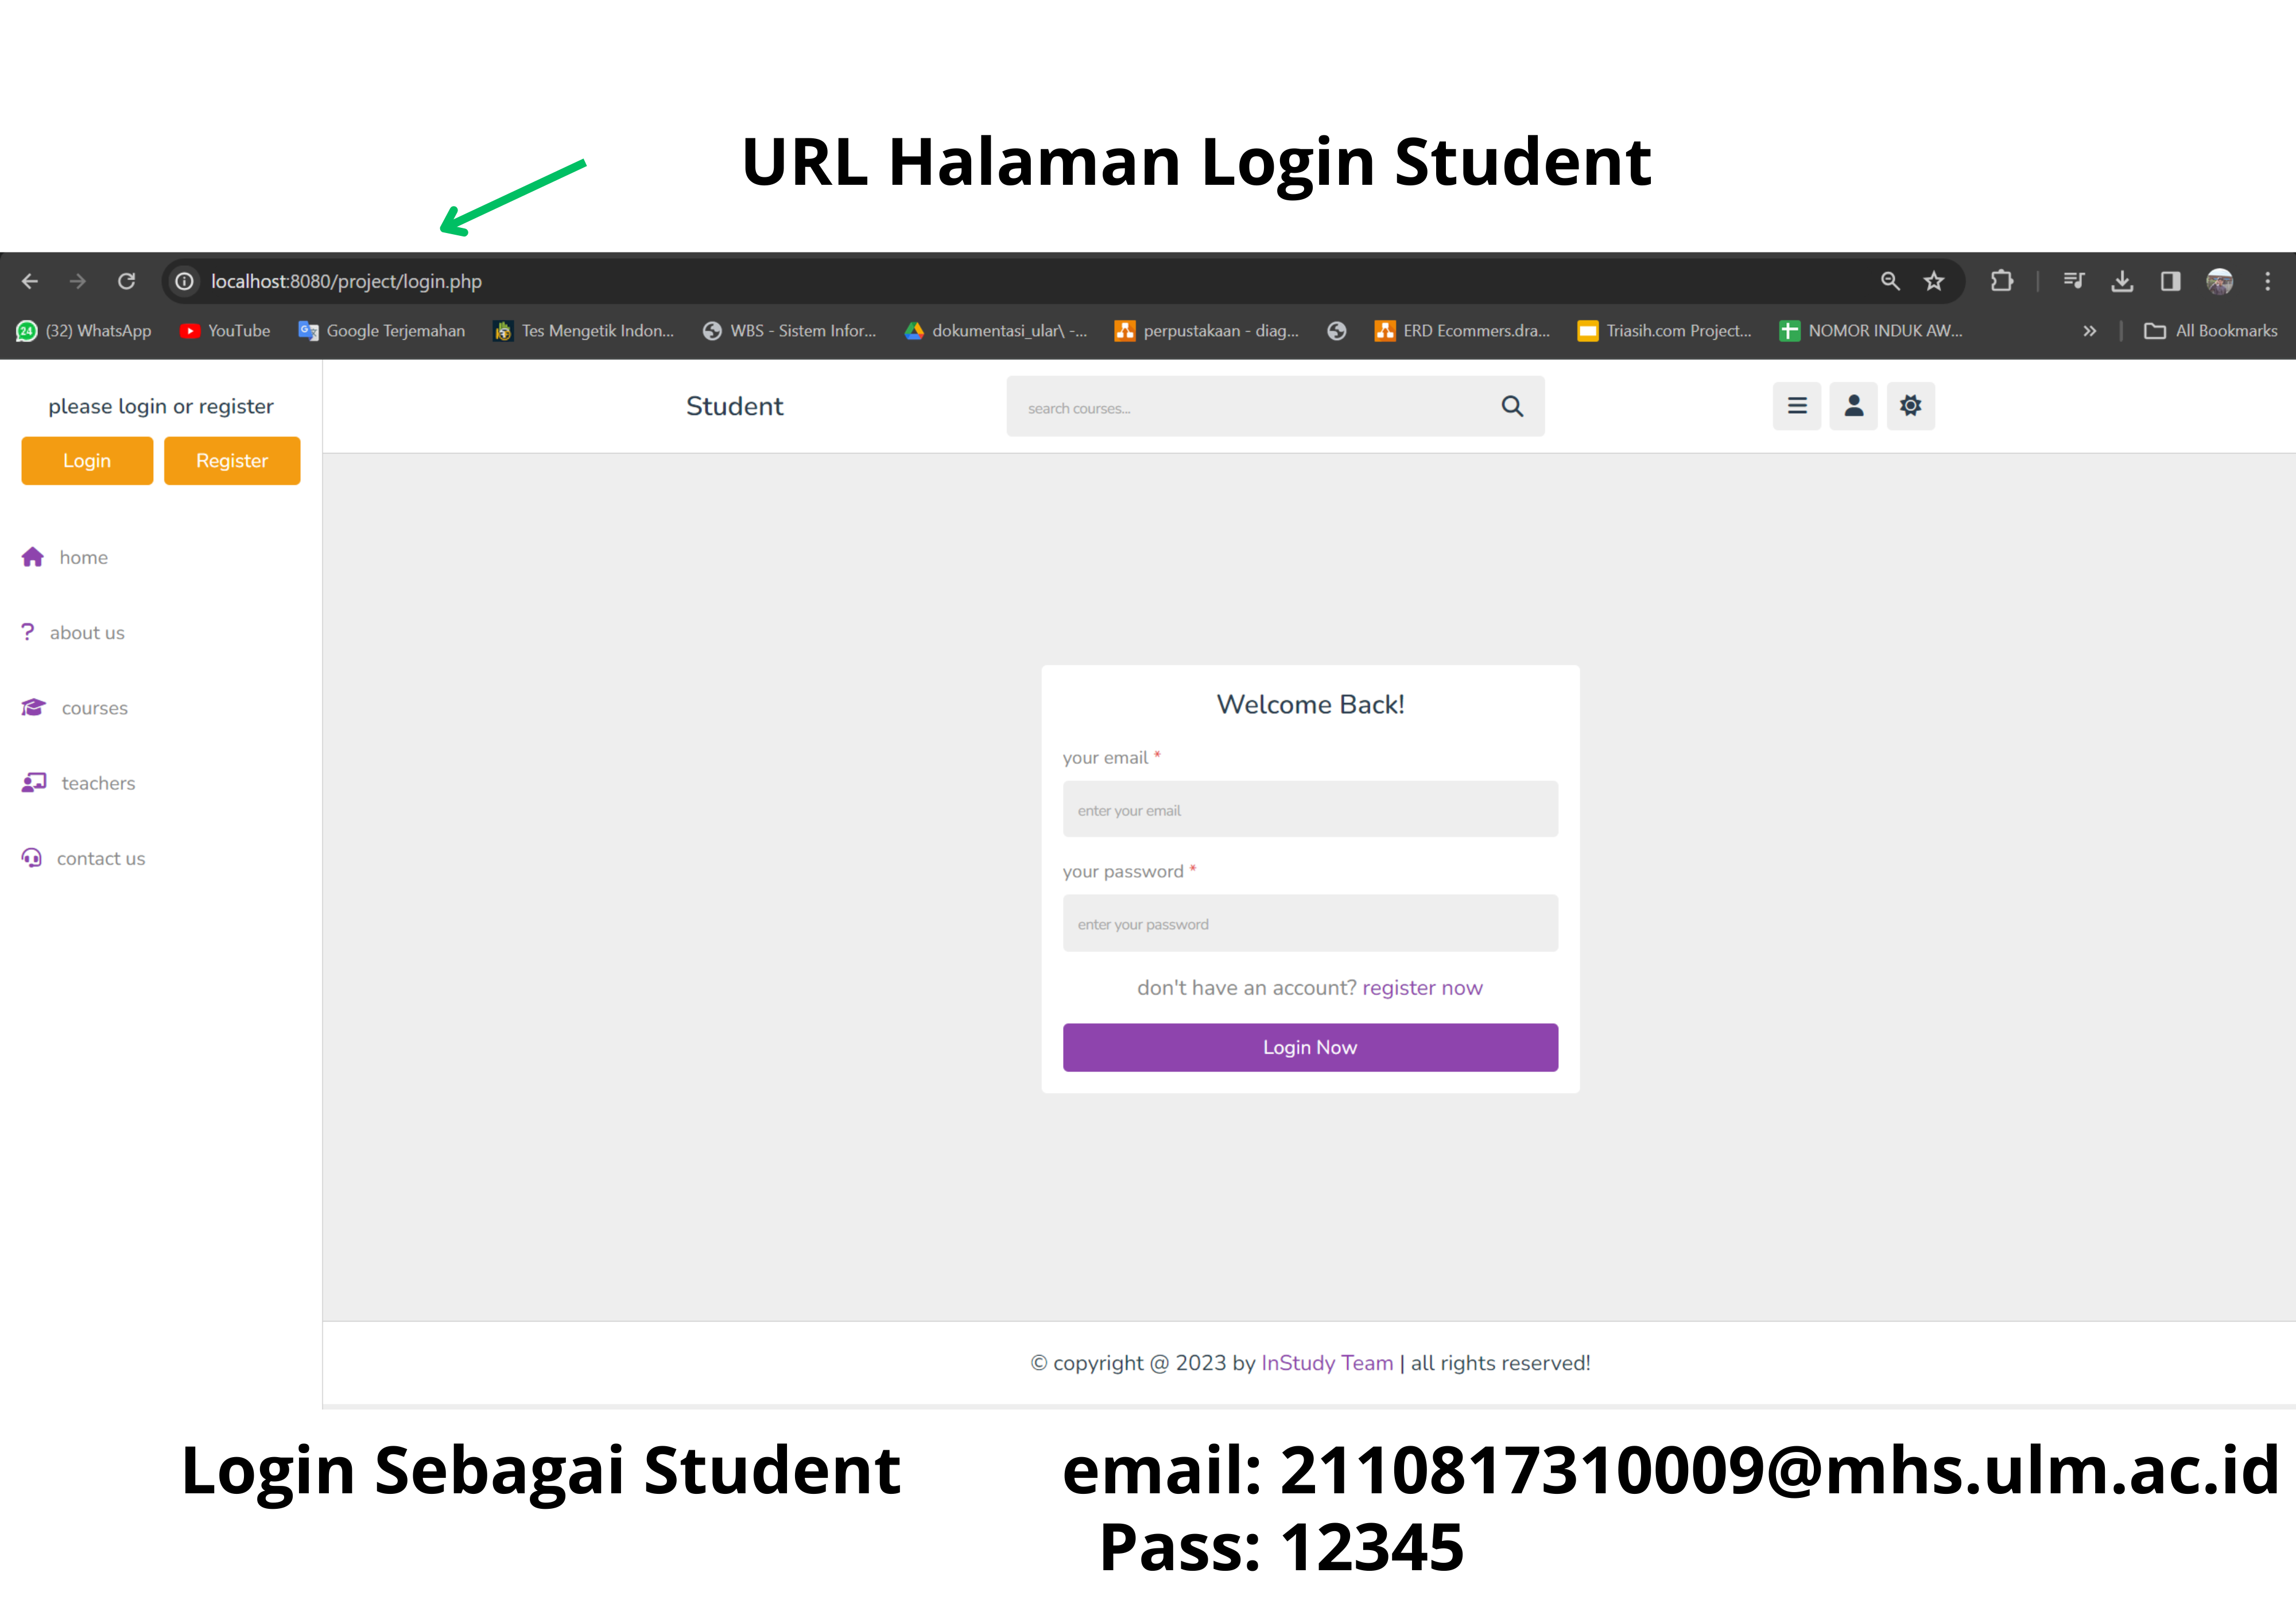 URL Halaman Login Student
localhost:8080/project/login.php
24 (32) WhatsApp YouTube Google Terjemahan Tes Mengetik Indon... WBS - Sistem Infor... dokumentasi_ular\ -... perpustakaan - diag... ERD Ecommers.dra... Triasih.com Project... NOMOR INDUK AW... » All Bookmarks
please login or register
Login Register
home
? about us
courses
teachers
contact us
Student search courses...
Welcome Back!
your email *
enter your email
your password *
enter your password
don't have an account? register now
Login Now
© copyright @ 2023 by InStudy Team | all rights reserved!
Login Sebagai Student email: 2110817310009@mhs.ulm.ac.id
Pass: 12345